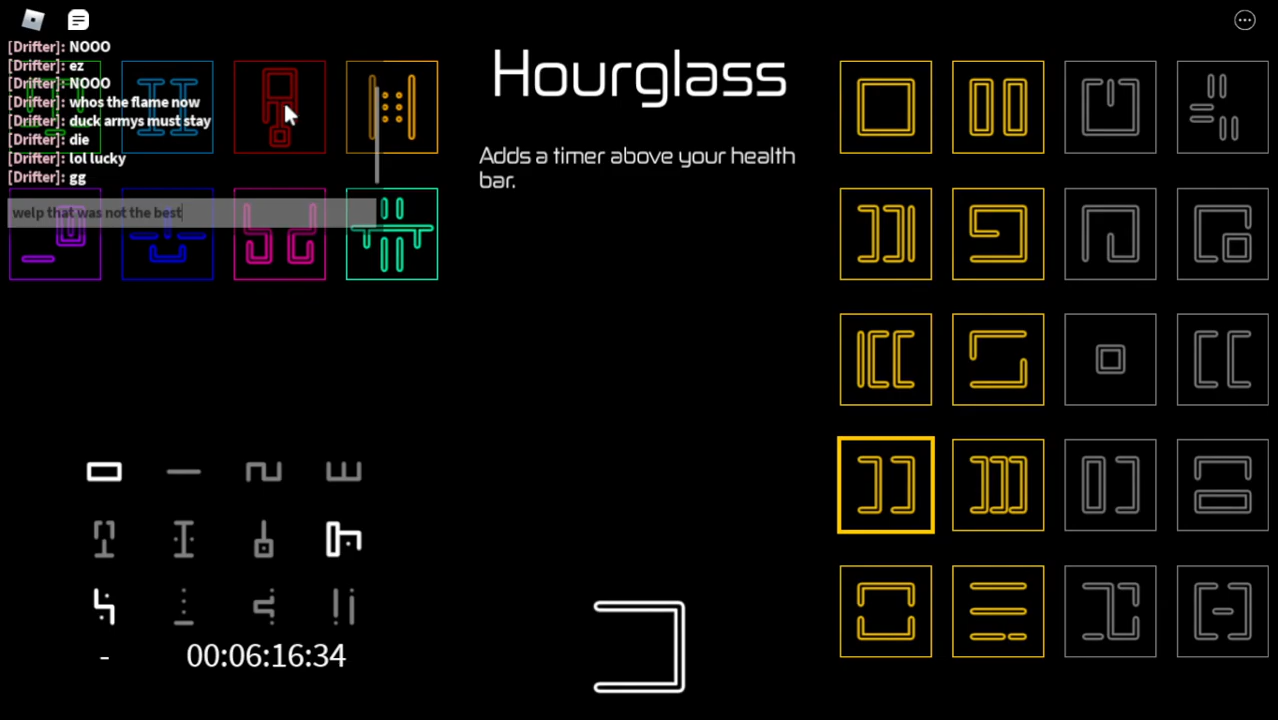 [Drifter]: NOOO
[Drifter]: ez
[Drifter]: NOOO
[Drifter]: whos the flame now
[Drifter]: duck armys must stay
[Drifter]: die
[Drifter]: lol lucky
[Drifter]: gg
welp that was not the best
Hourglass
Adds a timer above your health
bar.
- 00:06:16:34